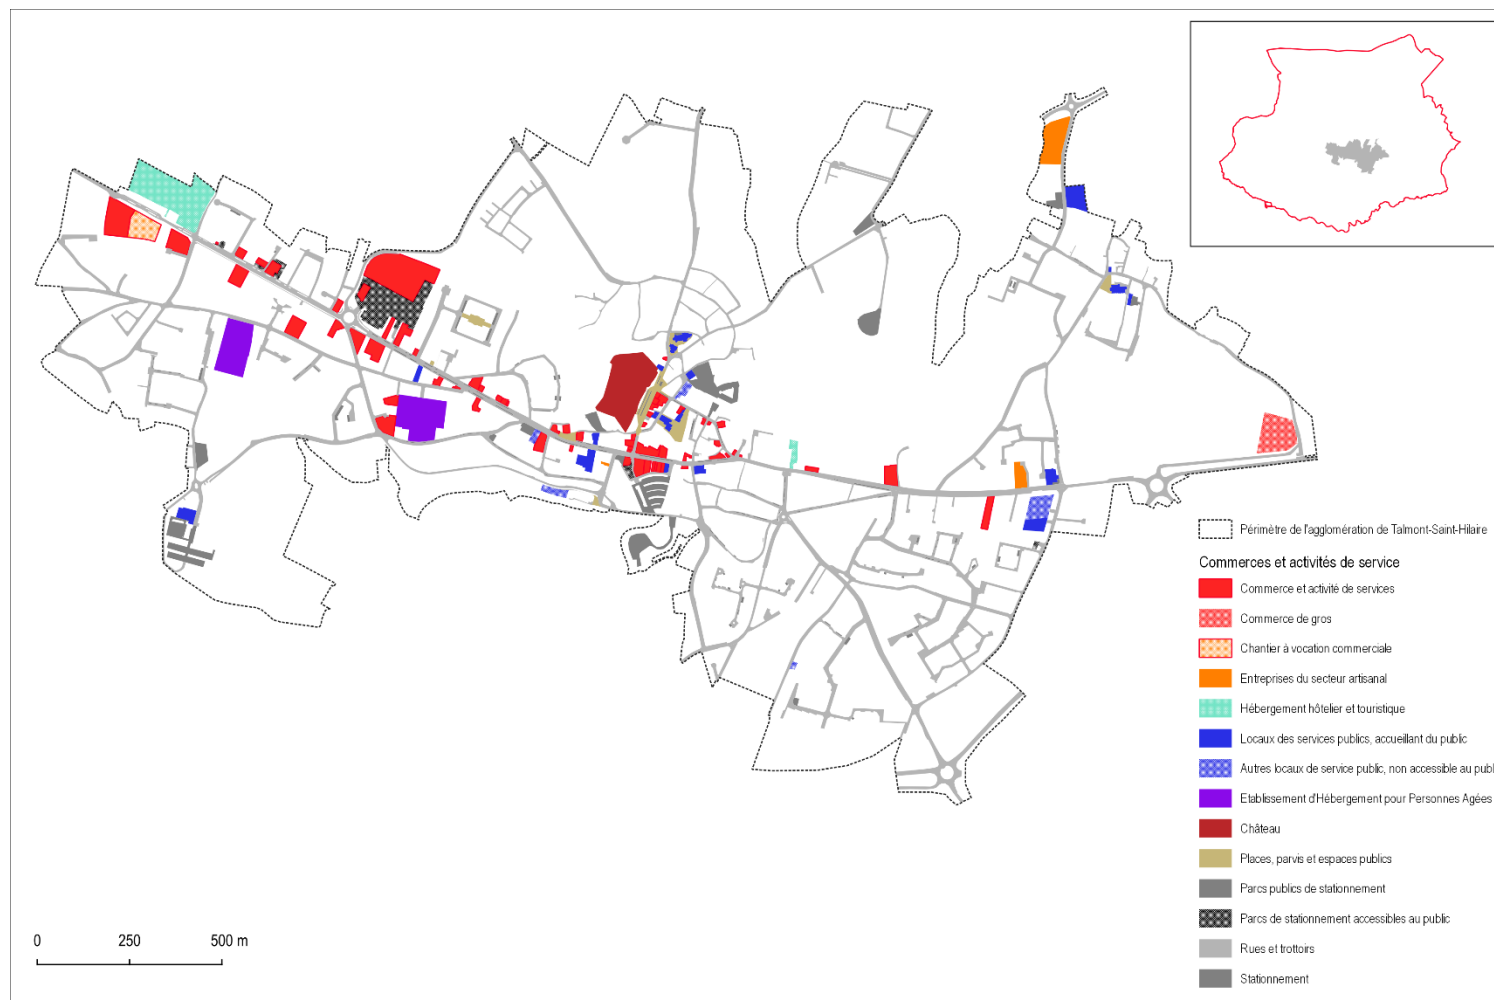 Périmètre de l'agglomération de Talmont-Saint-Hilaire
Commerces et activités de service
Commerce et activité de services
Commerce de gros
Chantier à vocation commerciale
Entreprises du secteur artisanal
Hébergement hôtelier et touristique
Locaux des services publics, accueillant du public
Autres locaux de service public, non accessible au publ
Etablissement d'Hébergement pour Personnes Agées
Château
Places, parvis et espaces publics
Parcs publics de stationnement
Parcs de stationnement accessibles au public
Rues et trottoirs
Stationnement
0 250 500 m